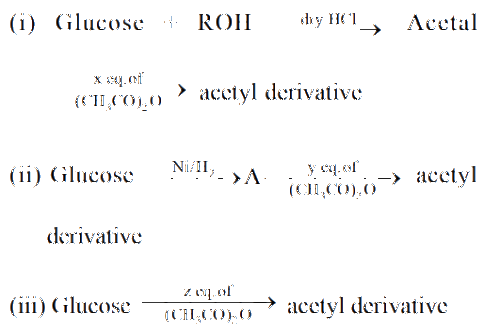 (i) Glucose + ROH dry HCl → Acetal
x eq. of
(CH₃CO)₂O → acetyl derivative
(ii) Glucose Ni/H₂ → A y eq. of (CH₃CO)₂O → acetyl
derivative
(iii) Glucose z eq. of (CH₃CO)₂O → acetyl derivative